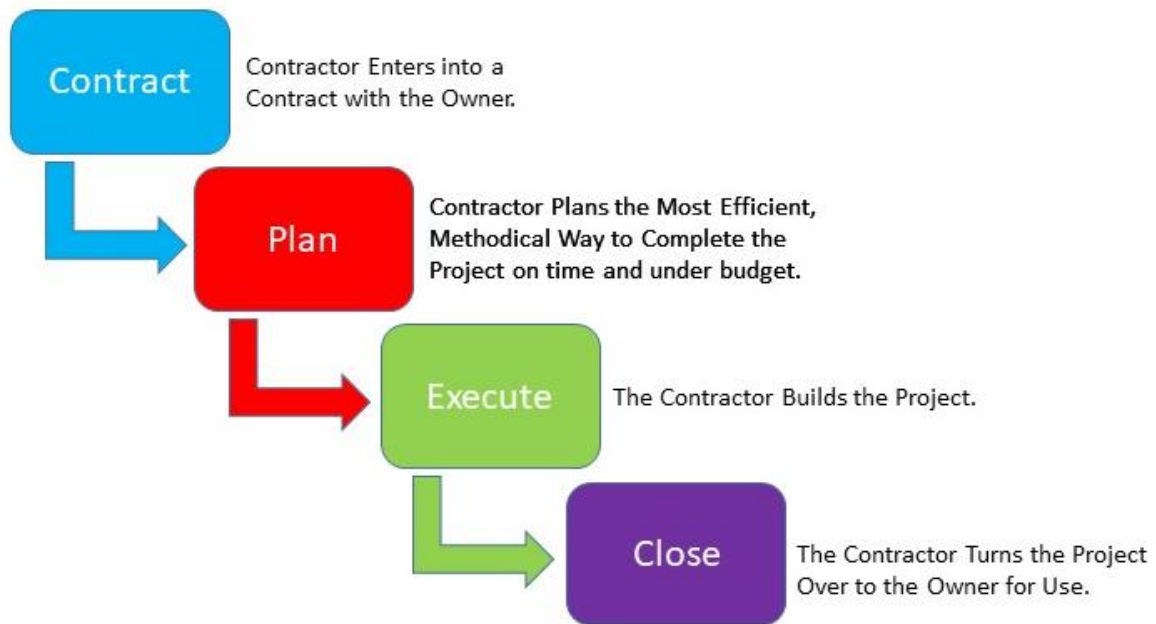 Contract
Contractor Enters into a
Contract with the Owner.
Plan
Contractor Plans the Most Efficient,
Methodical Way to Complete the
Project on time and under budget.
Execute
The Contractor Builds the Project.
Close
The Contractor Turns the Project
Over to the Owner for Use.